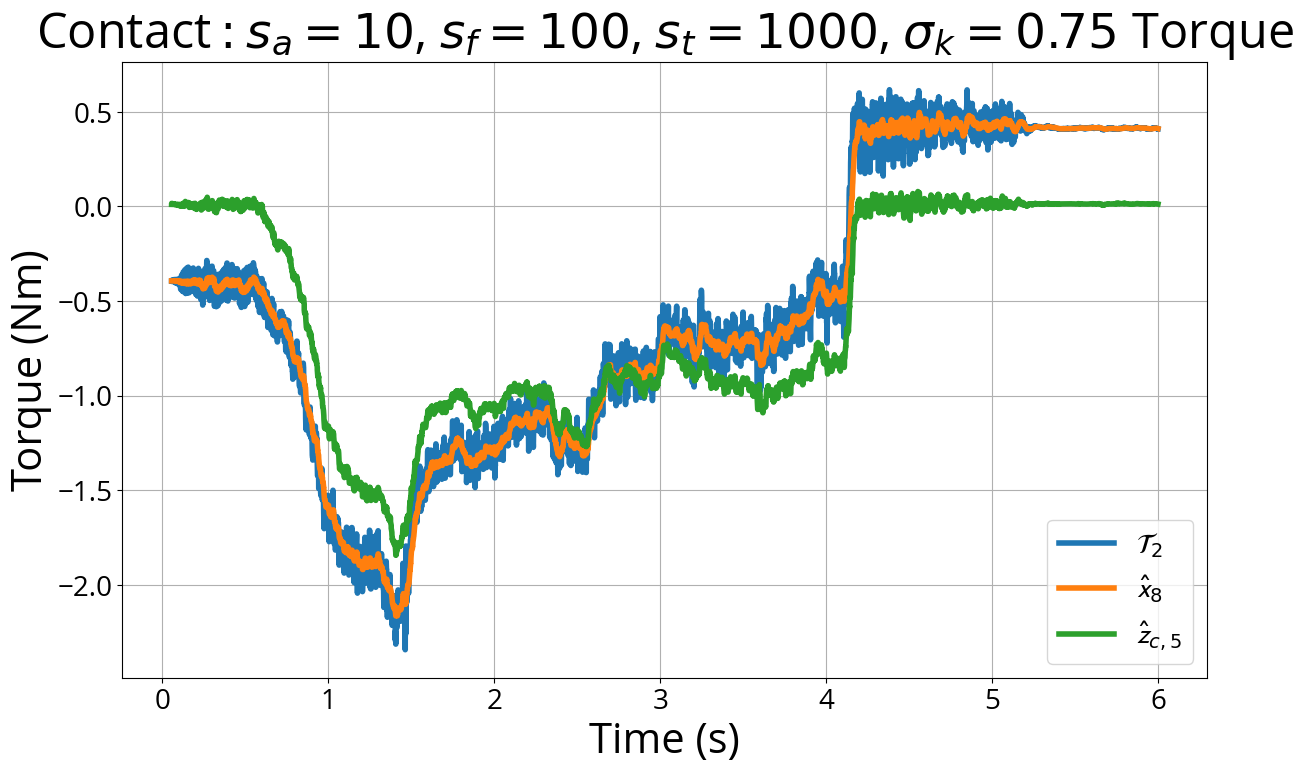 Contact : s_a = 10, s_f = 100, s_t = 1000, σ_k = 0.75 Torque
Torque (Nm)
0.5
0.0
−0.5
−1.0
−1.5
−2.0
𝒯_2
x̂_8
ẑ_{c,5}
0 1 2 3 4 5 6
Time (s)